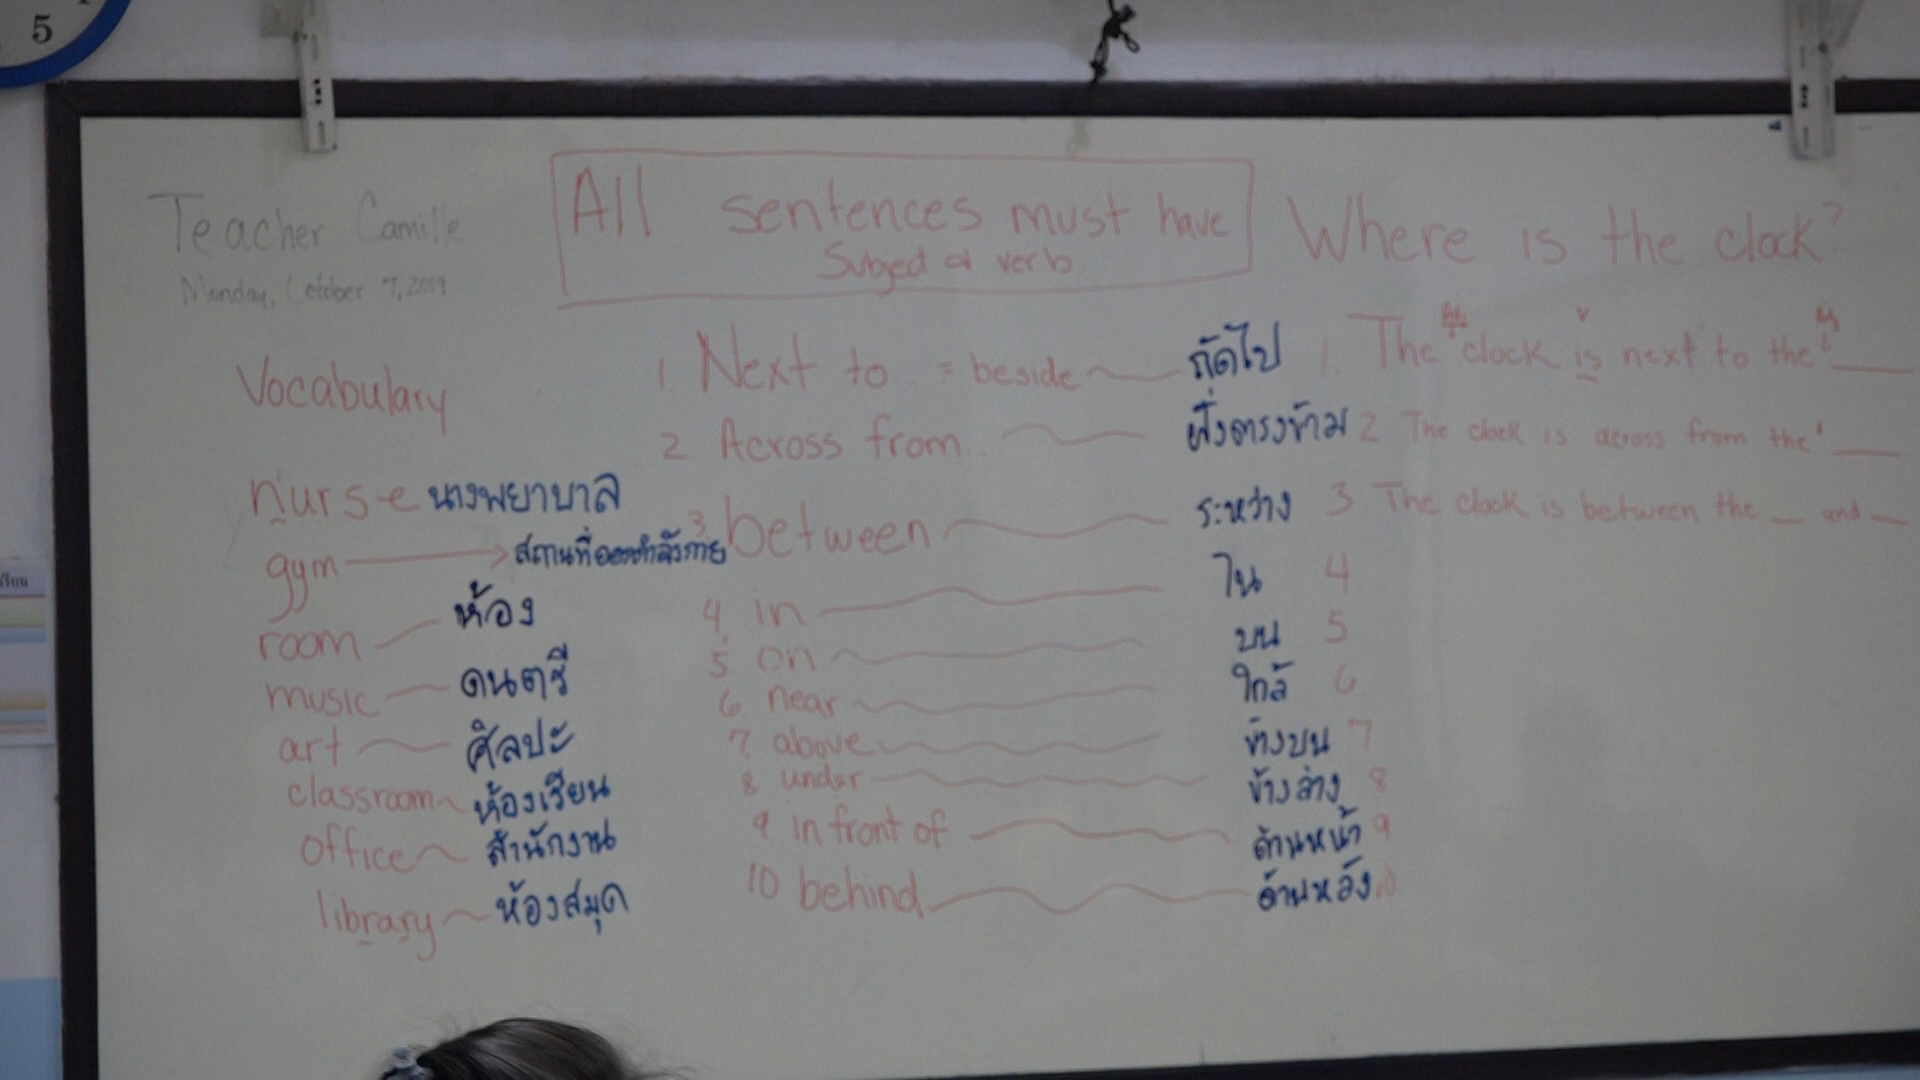 5
Teacher Camille
Monday, October 7, 2019
All sentences must have
Subject & verb
Where is the clock?
Vocabulary
nurse นางพยาบาล
gym สถานที่ออกกำลังกาย
room ห้อง
music ดนตรี
art ศิลปะ
classroom ห้องเรียน
office สำนักงาน
library ห้องสมุด
1. Next to = beside ถัดไป
2. Across from ฝั่งตรงข้าม
3 between ระหว่าง
4. in ใน
5. on บน
6. near ใกล้
7. above ข้างบน
8. under ข้างล่าง
9 in front of ด้านหน้า
10 behind ด้านหลัง
v
1. The clock is next to the ____
2 The clock is across from the ____
3 The clock is between the __ and __
4
5
6
7
8
9
10